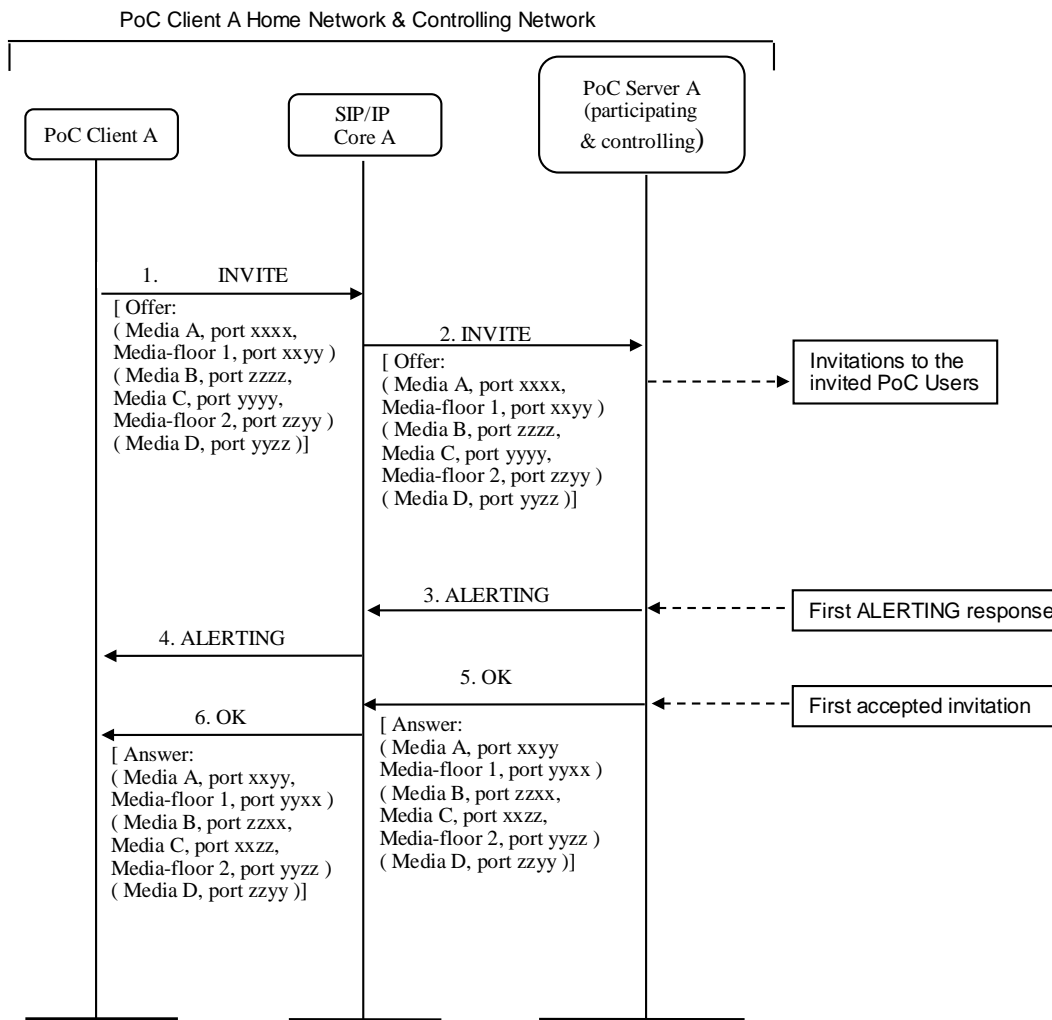 PoC Client A Home Network & Controlling Network
PoC Client A
SIP/IP
Core A
PoC Server A
(participating
& controlling)
1. INVITE
[ Offer:
( Media A, port xxxx,
Media-floor 1, port xxyy )
( Media B, port zzzz,
Media C, port yyyy,
Media-floor 2, port zzyy )
( Media D, port yyzz )]
2. INVITE
[ Offer:
( Media A, port xxxx,
Media-floor 1, port xxyy )
( Media B, port zzzz,
Media C, port yyyy,
Media-floor 2, port zzyy )
( Media D, port yyzz )]
Invitations to the
invited PoC Users
3. ALERTING
First ALERTING response
4. ALERTING
5. OK
First accepted invitation
[ Answer:
( Media A, port xxyy
Media-floor 1, port yyxx )
( Media B, port zzxx,
Media C, port xxzz,
Media-floor 2, port yyzz )
( Media D, port zzyy )]
6. OK
[ Answer:
( Media A, port xxyy,
Media-floor 1, port yyxx )
( Media B, port zzxx,
Media C, port xxzz,
Media-floor 2, port yyzz )
( Media D, port zzyy )]